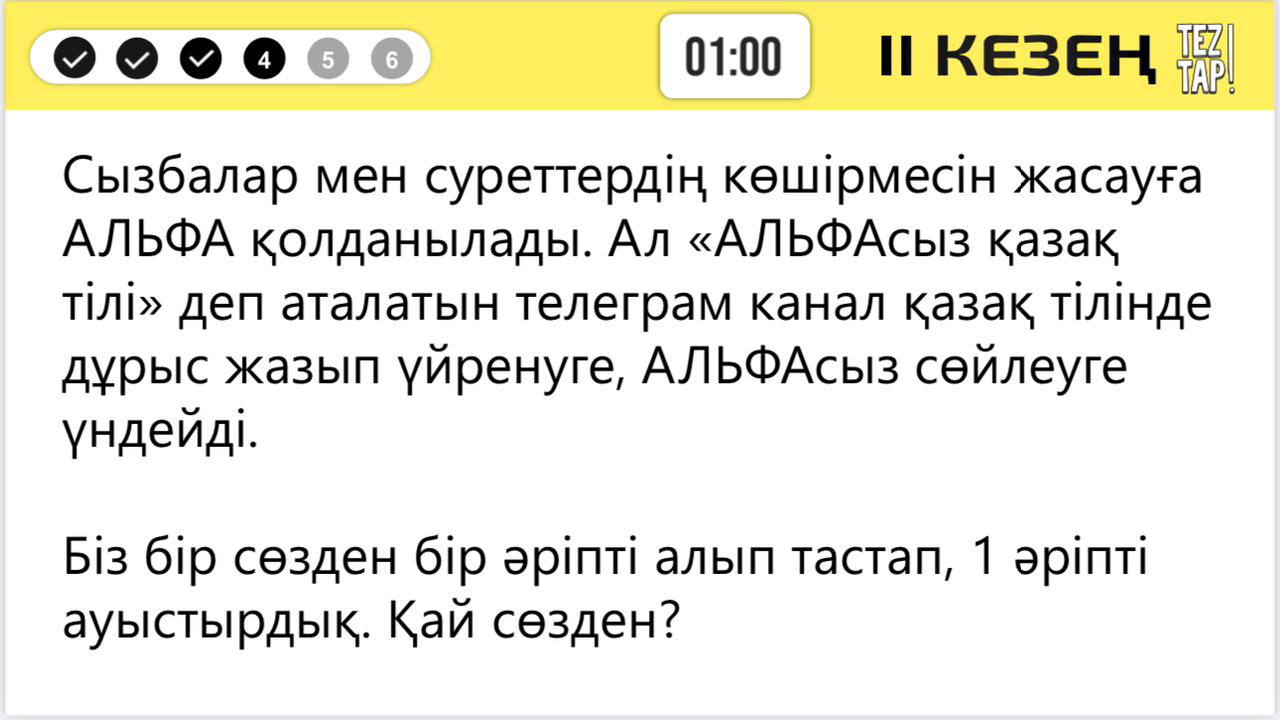 4 5 6
01:00
II КЕЗЕҢ
TEZ
TAP!
Сызбалар мен суреттердің көшірмесін жасауға
АЛЬФА қолданылады. Ал «АЛЬФАсыз қазақ
тілі» деп аталатын телеграм канал қазақ тілінде
дұрыс жазып үйренуге, АЛЬФАсыз сөйлеуге
үндейді.
Біз бір сөзден бір әріпті алып тастап, 1 әріпті
ауыстырдық. Қай сөзден?